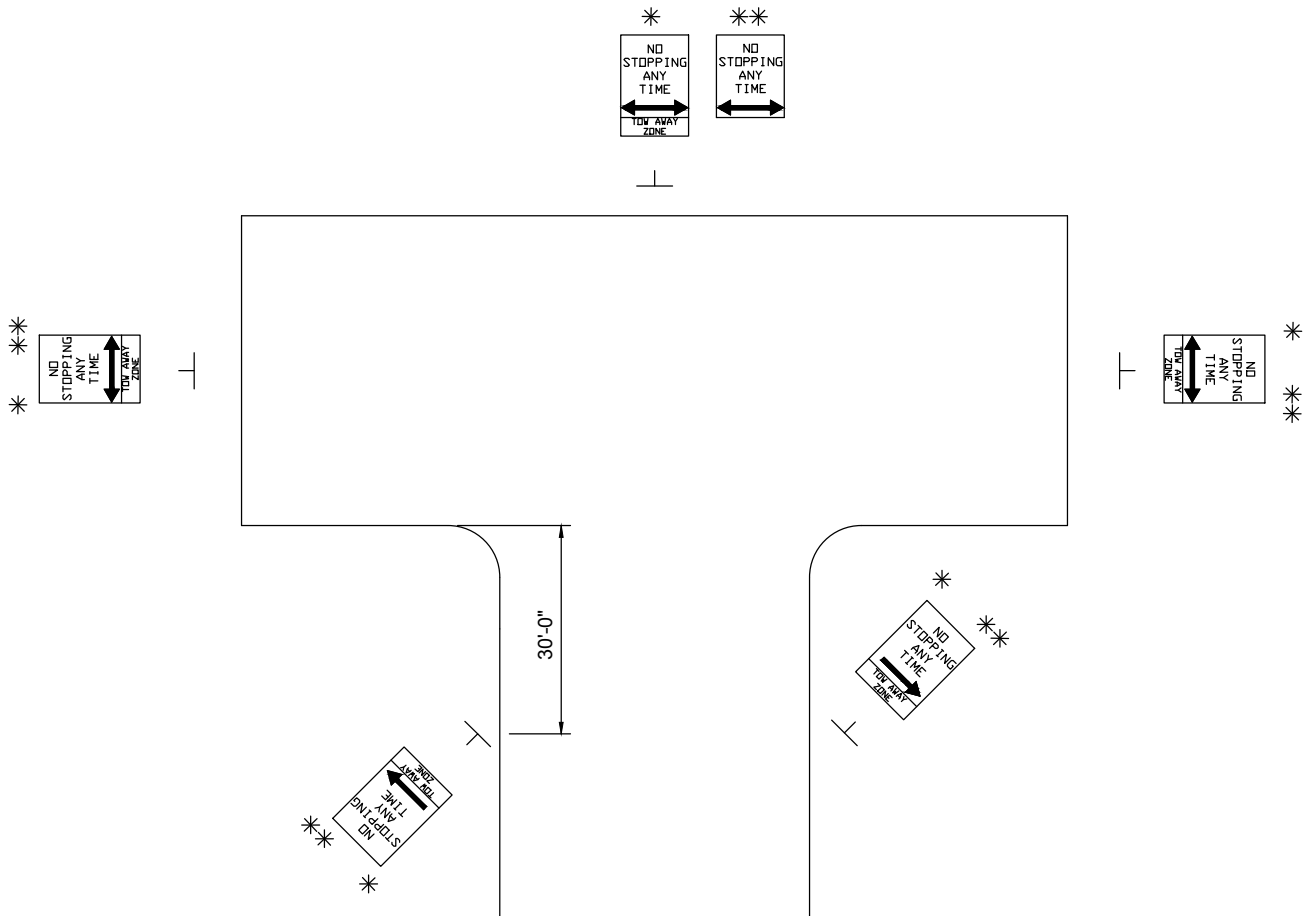 *
**
NO
STOPPING
ANY
TIME
TOW AWAY
ZONE
NO
STOPPING
ANY
TIME
**
*
NO
STOPPING
ANY
TIME
TOW AWAY
ZONE
*
**
NO
STOPPING
ANY
TIME
TOW AWAY
ZONE
30'-0"
*
**
NO
STOPPING
ANY
TIME
TOW AWAY
ZONE
**
*
NO
STOPPING
ANY
TIME
TOW AWAY
ZONE